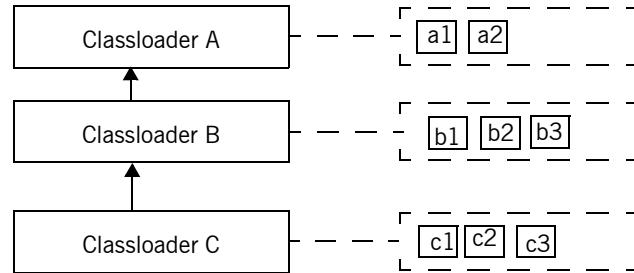 Classloader A a1 a2
Classloader B b1 b2 b3
Classloader C c1 c2 c3